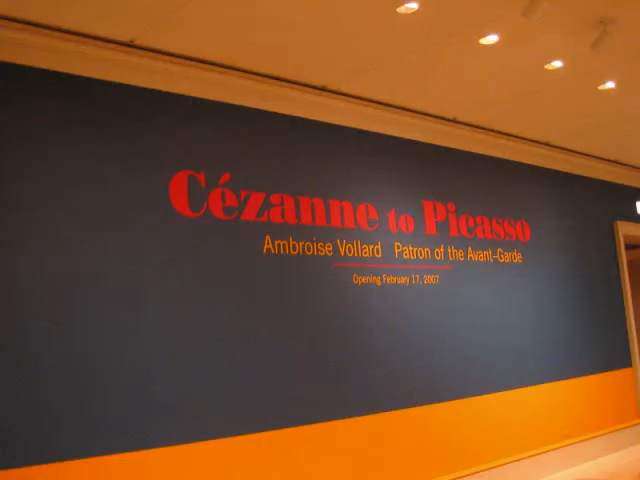 Cézanne to Picasso
Ambroise Vollard Patron of the Avant-Garde
Opening February 17, 2007